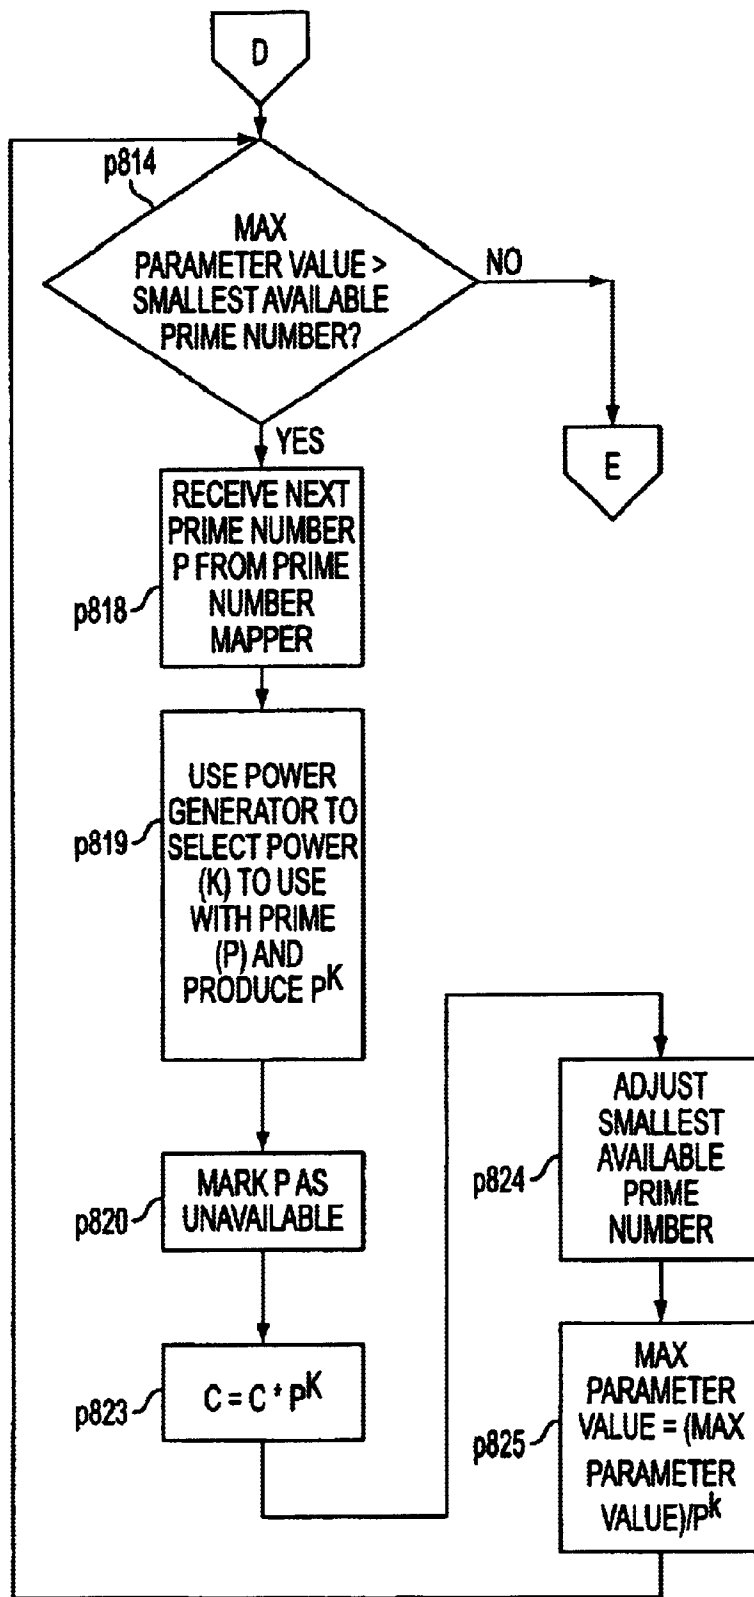 D
p814
MAX
PARAMETER VALUE >
SMALLEST AVAILABLE
PRIME NUMBER?
NO
E
YES
RECEIVE NEXT
PRIME NUMBER
P FROM PRIME
NUMBER
MAPPER
p818
USE POWER
GENERATOR TO
SELECT POWER
(K) TO USE
WITH PRIME
(P) AND
PRODUCE P^K
p819
MARK P AS
UNAVAILABLE
p820
C = C * P^K
p823
ADJUST
SMALLEST
AVAILABLE
PRIME
NUMBER
p824
MAX
PARAMETER
VALUE = (MAX
PARAMETER
VALUE)/P^k
p825